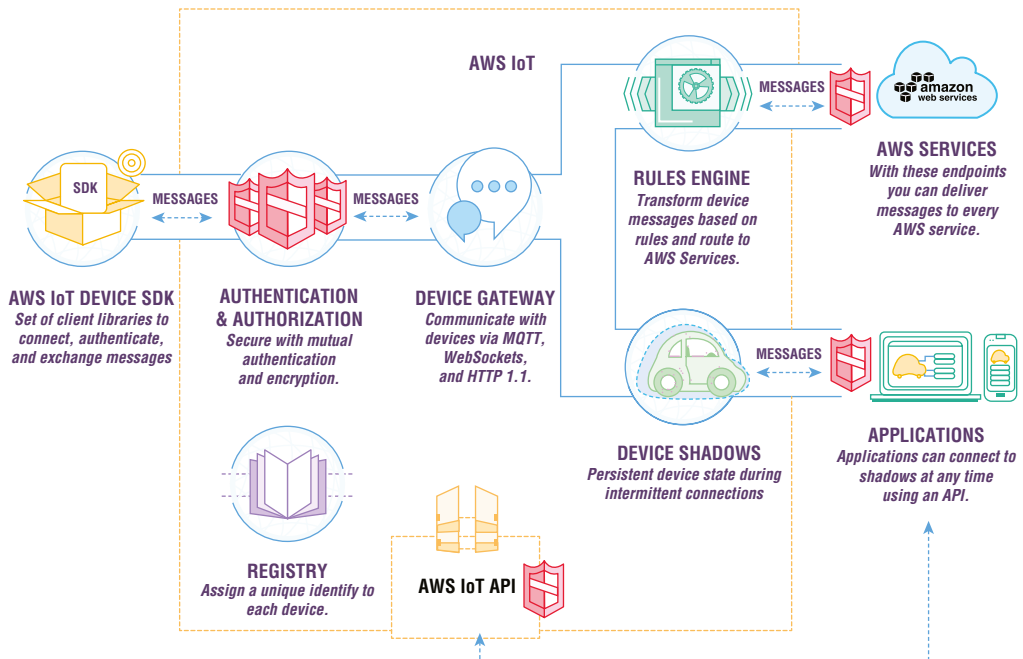 AWS IoT
MESSAGES
amazon
web services
AWS SERVICES
With these endpoints
you can deliver
messages to every
AWS service.
RULES ENGINE
Transform device
messages based on
rules and route to
AWS Services.
SDK
MESSAGES
MESSAGES
AWS IoT DEVICE SDK
Set of client libraries to
connect, authenticate,
and exchange messages
AUTHENTICATION
& AUTHORIZATION
Secure with mutual
authentication
and encryption.
DEVICE GATEWAY
Communicate with
devices via MQTT,
WebSockets,
and HTTP 1.1.
MESSAGES
DEVICE SHADOWS
Persistent device state during
intermittent connections
APPLICATIONS
Applications can connect to
shadows at any time
using an API.
REGISTRY
Assign a unique identify to
each device.
AWS IoT API